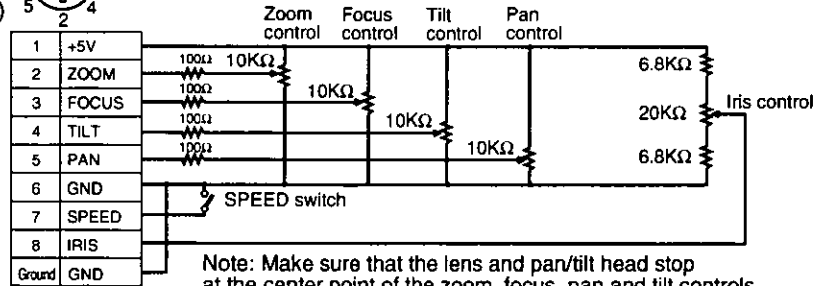 5 4
2
Zoom control Focus control Tilt control Pan control
1 +5V
2 ZOOM 100Ω 10KΩ
3 FOCUS 100Ω 10KΩ
4 TILT 100Ω 10KΩ
5 PAN 100Ω 10KΩ
6 GND
7 SPEED SPEED switch
8 IRIS
Ground GND
6.8KΩ
20KΩ Iris control
6.8KΩ
Note: Make sure that the lens and pan/tilt head stop
at the center point of the zoom, focus, pan and tilt controls